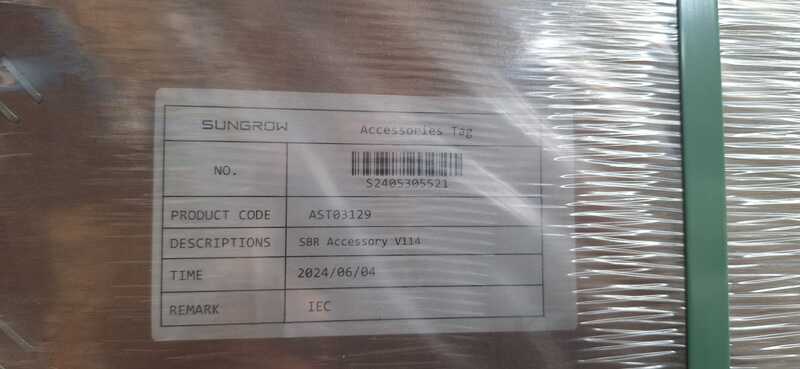 SUNGROW Accessories Tag
NO. S2405305521
PRODUCT CODE AST03129
DESCRIPTIONS SBR Accessory V114
TIME 2024/06/04
REMARK IEC